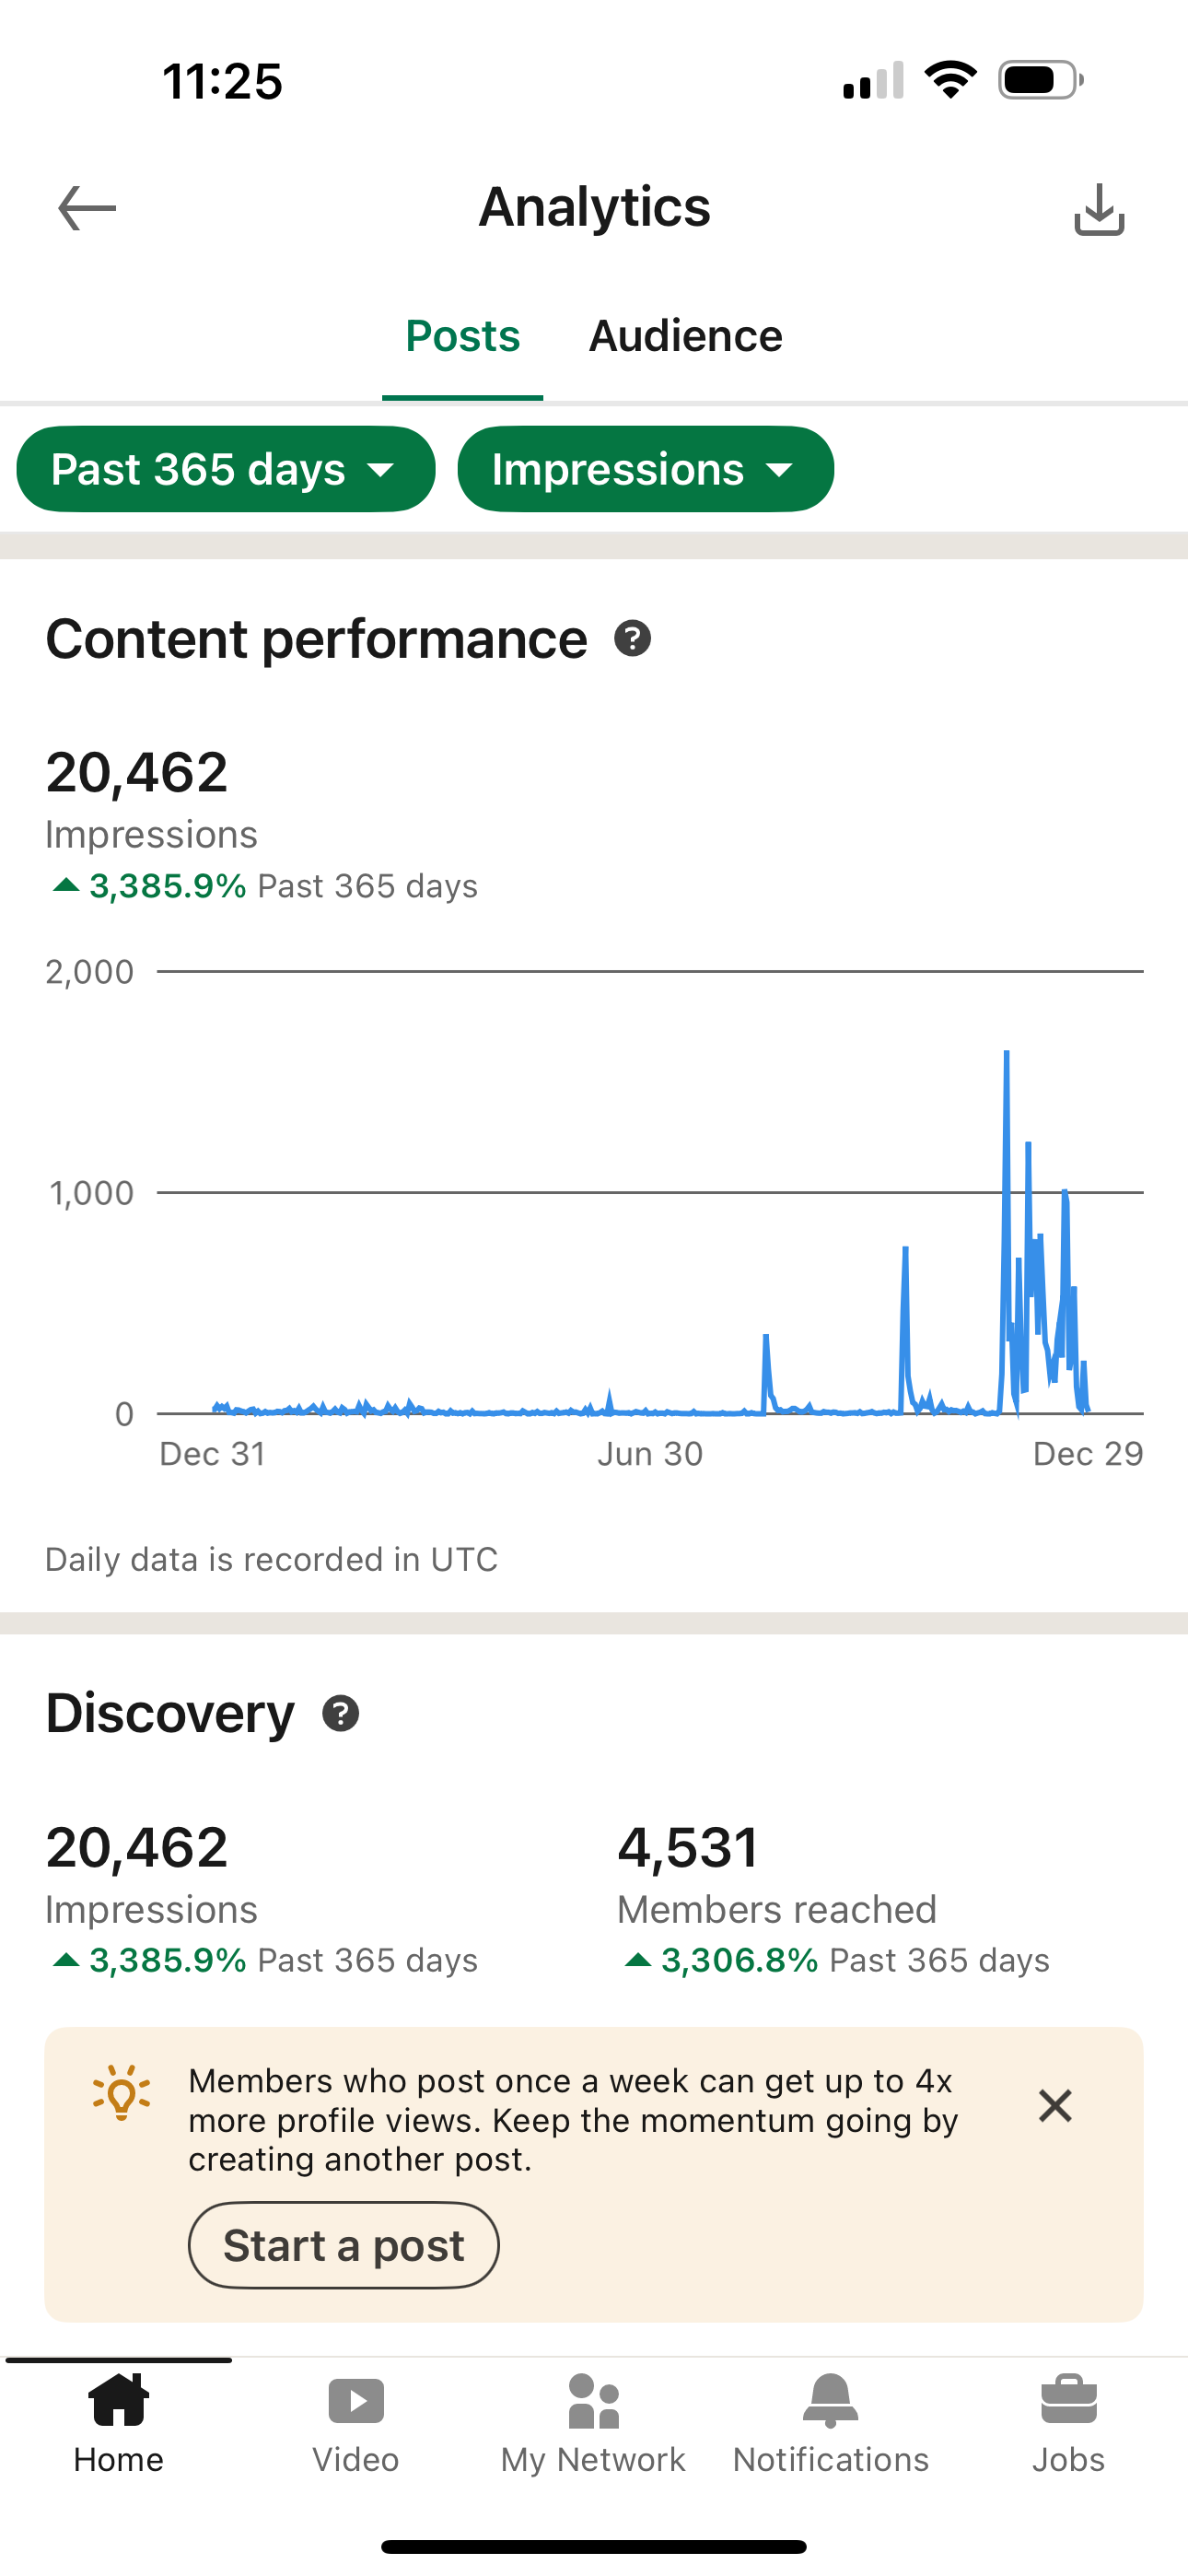 11:25
Analytics
Posts Audience
Past 365 days Impressions
Content performance ?
20,462
Impressions
3,385.9% Past 365 days
2,000
1,000
0
Dec 31 Jun 30 Dec 29
Daily data is recorded in UTC
Discovery ?
20,462 4,531
Impressions Members reached
3,385.9% Past 365 days 3,306.8% Past 365 days
Members who post once a week can get up to 4x
more profile views. Keep the momentum going by
creating another post.
Start a post
Home Video My Network Notifications Jobs